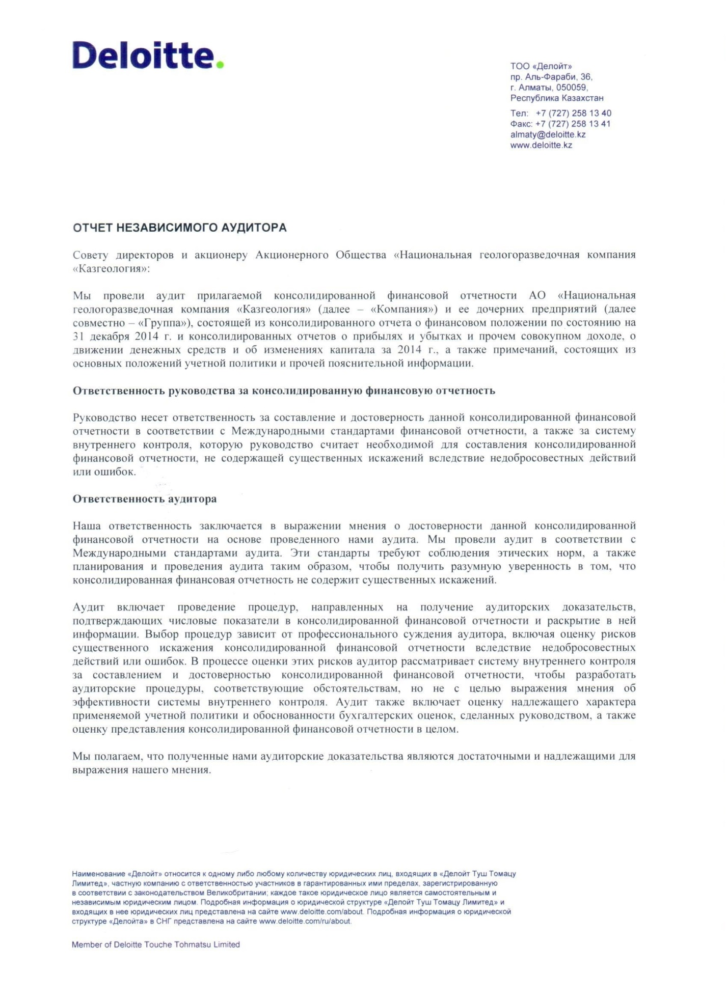 Deloitte.
ТОО «Делойт»
пр. Аль-Фараби, 36,
г. Алматы, 050059,
Республика Казахстан
Тел: +7 (727) 258 13 40
Факс: +7 (727) 258 13 41
almaty@deloitte.kz
www.deloitte.kz
ОТЧЕТ НЕЗАВИСИМОГО АУДИТОРА
Совету директоров и акционеру Акционерного Общества «Национальная геологоразведочная компания
«Казгеология»:
Мы провели аудит прилагаемой консолидированной финансовой отчетности АО «Национальная
геологоразведочная компания «Казгеология» (далее – «Компания») и ее дочерних предприятий (далее
совместно – «Группа»), состоящей из консолидированного отчета о финансовом положении по состоянию на
31 декабря 2014 г. и консолидированных отчетов о прибылях и убытках и прочем совокупном доходе, о
движении денежных средств и об изменениях капитала за 2014 г., а также примечаний, состоящих из
основных положений учетной политики и прочей пояснительной информации.
Ответственность руководства за консолидированную финансовую отчетность
Руководство несет ответственность за составление и достоверность данной консолидированной финансовой
отчетности в соответствии с Международными стандартами финансовой отчетности, а также за систему
внутреннего контроля, которую руководство считает необходимой для составления консолидированной
финансовой отчетности, не содержащей существенных искажений вследствие недобросовестных действий
или ошибок.
Ответственность аудитора
Наша ответственность заключается в выражении мнения о достоверности данной консолидированной
финансовой отчетности на основе проведенного нами аудита. Мы провели аудит в соответствии с
Международными стандартами аудита. Эти стандарты требуют соблюдения этических норм, а также
планирования и проведения аудита таким образом, чтобы получить разумную уверенность в том, что
консолидированная финансовая отчетность не содержит существенных искажений.
Аудит включает проведение процедур, направленных на получение аудиторских доказательств,
подтверждающих числовые показатели в консолидированной финансовой отчетности и раскрытие в ней
информации. Выбор процедур зависит от профессионального суждения аудитора, включая оценку рисков
существенного искажения консолидированной финансовой отчетности вследствие недобросовестных
действий или ошибок. В процессе оценки этих рисков аудитор рассматривает систему внутреннего контроля
за составлением и достоверностью консолидированной финансовой отчетности, чтобы разработать
аудиторские процедуры, соответствующие обстоятельствам, но не с целью выражения мнения об
эффективности системы внутреннего контроля. Аудит также включает оценку надлежащего характера
применяемой учетной политики и обоснованности бухгалтерских оценок, сделанных руководством, а также
оценку представления консолидированной финансовой отчетности в целом.
Мы полагаем, что полученные нами аудиторские доказательства являются достаточными и надлежащими для
выражения нашего мнения.
Наименование «Делойт» относится к одному либо любому количеству юридических лиц, входящих в «Делойт Туш Томацу
Лимитед», частную компанию с ответственностью участников в гарантированных ими пределах, зарегистрированную
в соответствии с законодательством Великобритании; каждое такое юридическое лицо является самостоятельным и
независимым юридическим лицом. Подробная информация о юридической структуре «Делойт Туш Томацу Лимитед» и
входящих в нее юридических лиц представлена на сайте www.deloitte.com/about. Подробная информация о юридической
структуре «Делойта» в СНГ представлена на сайте www.deloitte.com/ru/about.
Member of Deloitte Touche Tohmatsu Limited